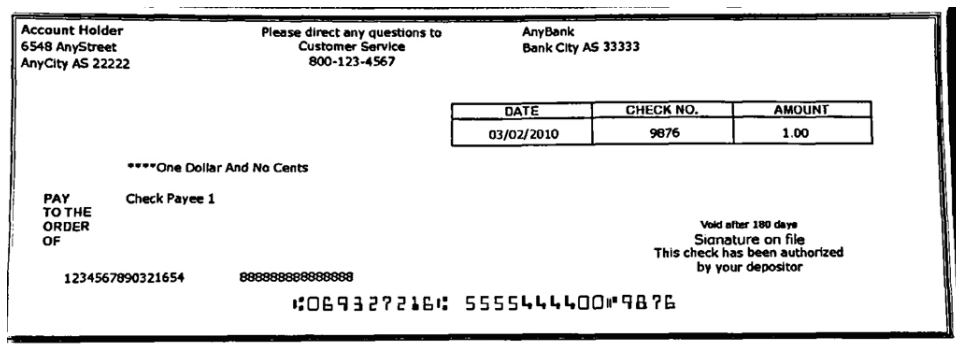 Account Holder
6548 AnyStreet
AnyCity AS 22222
Please direct any questions to
Customer Service
800-123-4567
AnyBank
Bank City AS 33333
DATE CHECK NO. AMOUNT
03/02/2010 9876 1.00
****One Dollar And No Cents
PAY
TO THE
ORDER
OF
Check Payee 1
Void after 180 days
Signature on file
This check has been authorized
by your depositor
1234567890321654 888888888888888
⑆069327216⑆ 5555444400⑈9876